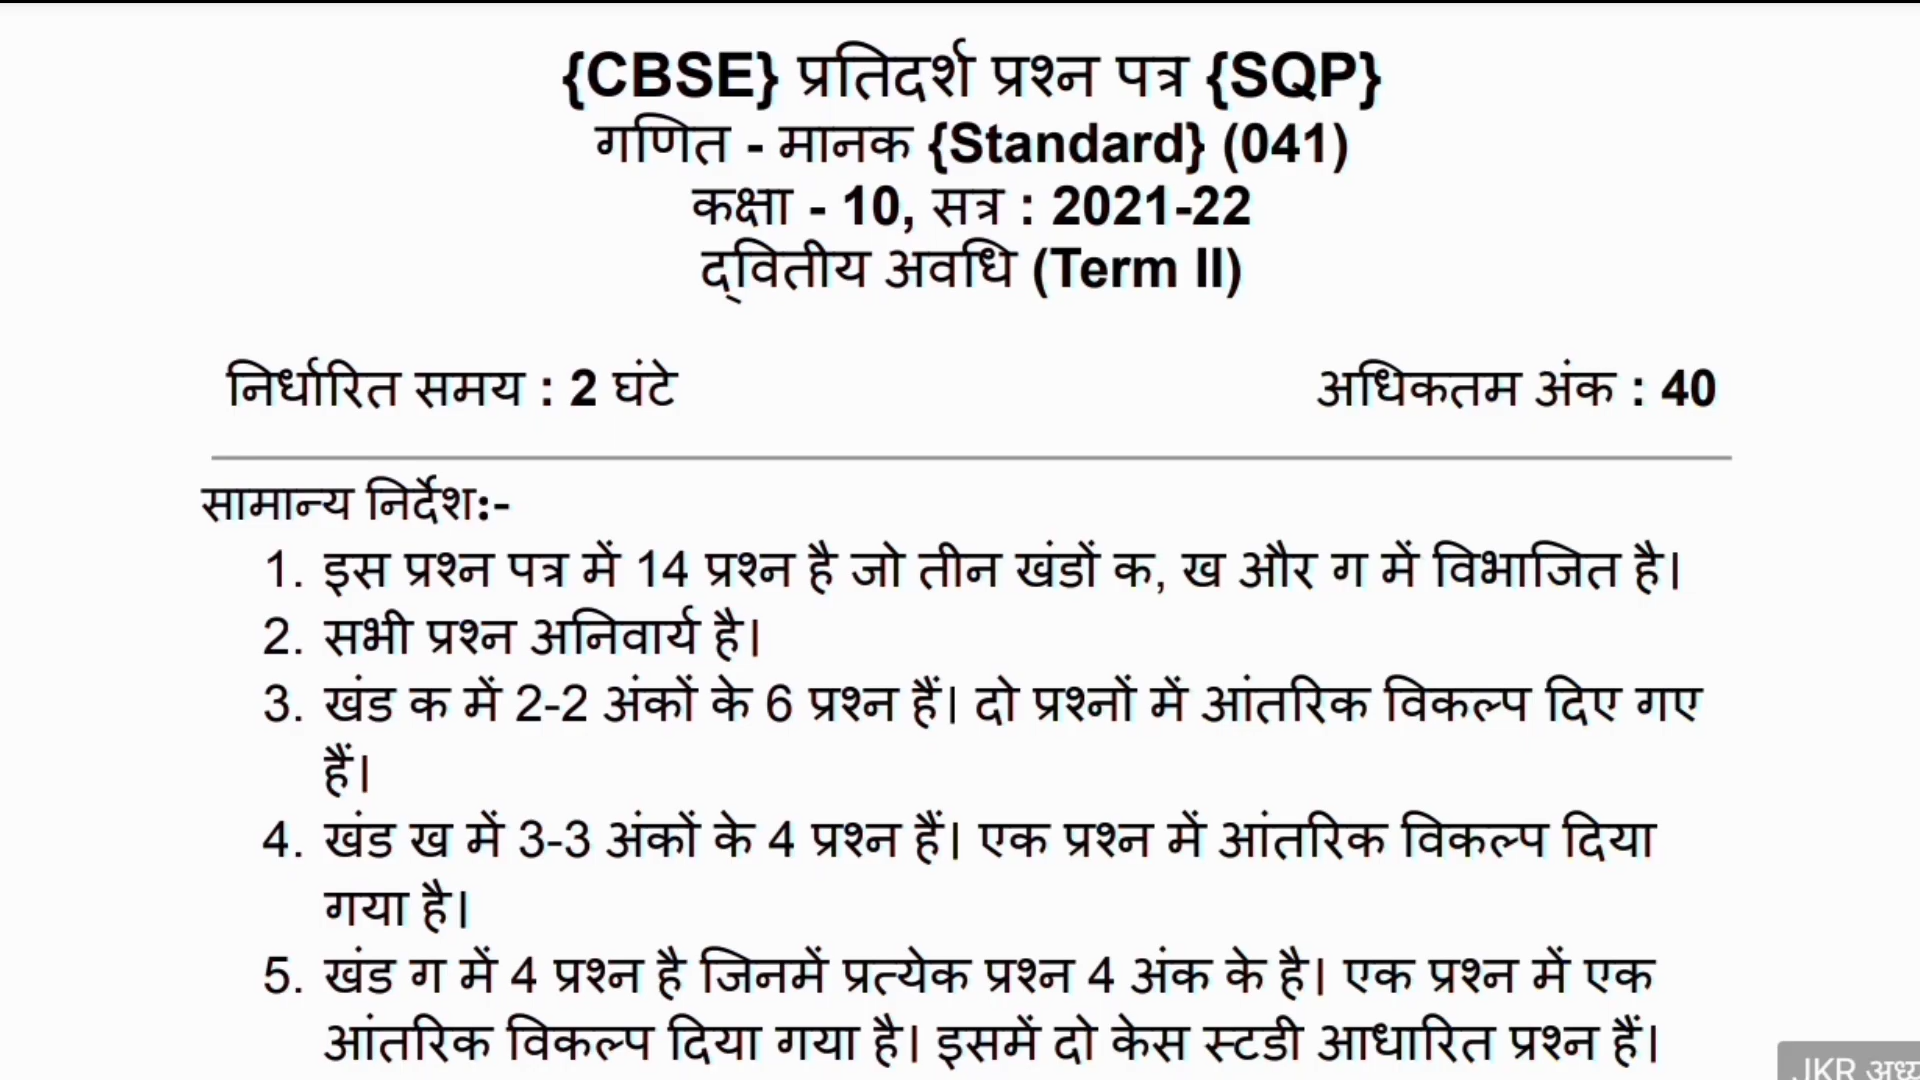 {CBSE} प्रतिदर्श प्रश्न पत्र {SQP}
गणित - मानक {Standard} (041)
कक्षा - 10, सत्र : 2021-22
द्वितीय अवधि (Term II)
निर्धारित समय : 2 घंटे अधिकतम अंक : 40
सामान्य निर्देश:-
1. इस प्रश्न पत्र में 14 प्रश्न है जो तीन खंडों क, ख और ग में विभाजित है।
2. सभी प्रश्न अनिवार्य है।
3. खंड क में 2-2 अंकों के 6 प्रश्न हैं। दो प्रश्नों में आंतरिक विकल्प दिए गए
हैं।
4. खंड ख में 3-3 अंकों के 4 प्रश्न हैं। एक प्रश्न में आंतरिक विकल्प दिया
गया है।
5. खंड ग में 4 प्रश्न है जिनमें प्रत्येक प्रश्न 4 अंक के है। एक प्रश्न में एक
आंतरिक विकल्प दिया गया है। इसमें दो केस स्टडी आधारित प्रश्न हैं।
JKR